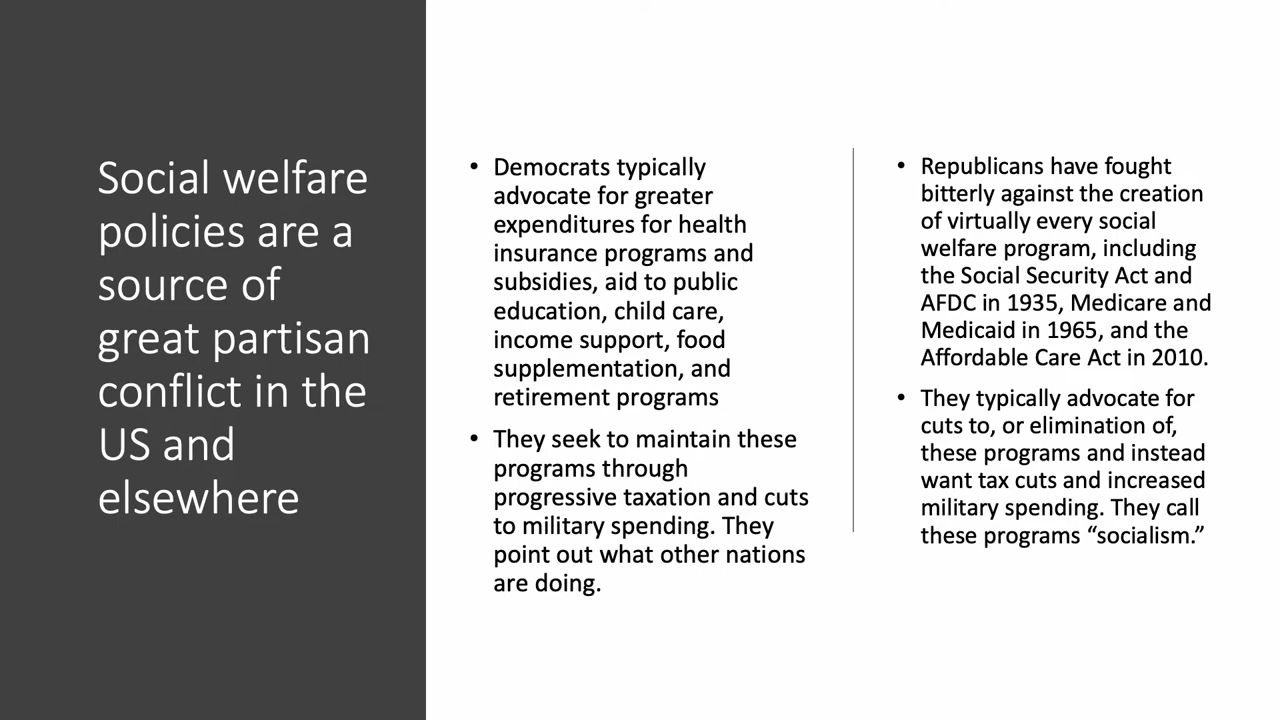 Social welfare
policies are a
source of
great partisan
conflict in the
US and
elsewhere
• Democrats typically
advocate for greater
expenditures for health
insurance programs and
subsidies, aid to public
education, child care,
income support, food
supplementation, and
retirement programs
• They seek to maintain these
programs through
progressive taxation and cuts
to military spending. They
point out what other nations
are doing.
• Republicans have fought
bitterly against the creation
of virtually every social
welfare program, including
the Social Security Act and
AFDC in 1935, Medicare and
Medicaid in 1965, and the
Affordable Care Act in 2010.
• They typically advocate for
cuts to, or elimination of,
these programs and instead
want tax cuts and increased
military spending. They call
these programs “socialism.”